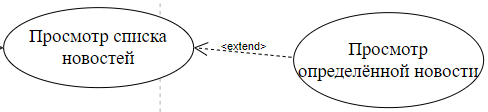 Просмотр списка
новостей
<extend>
Просмотр
определённой новости